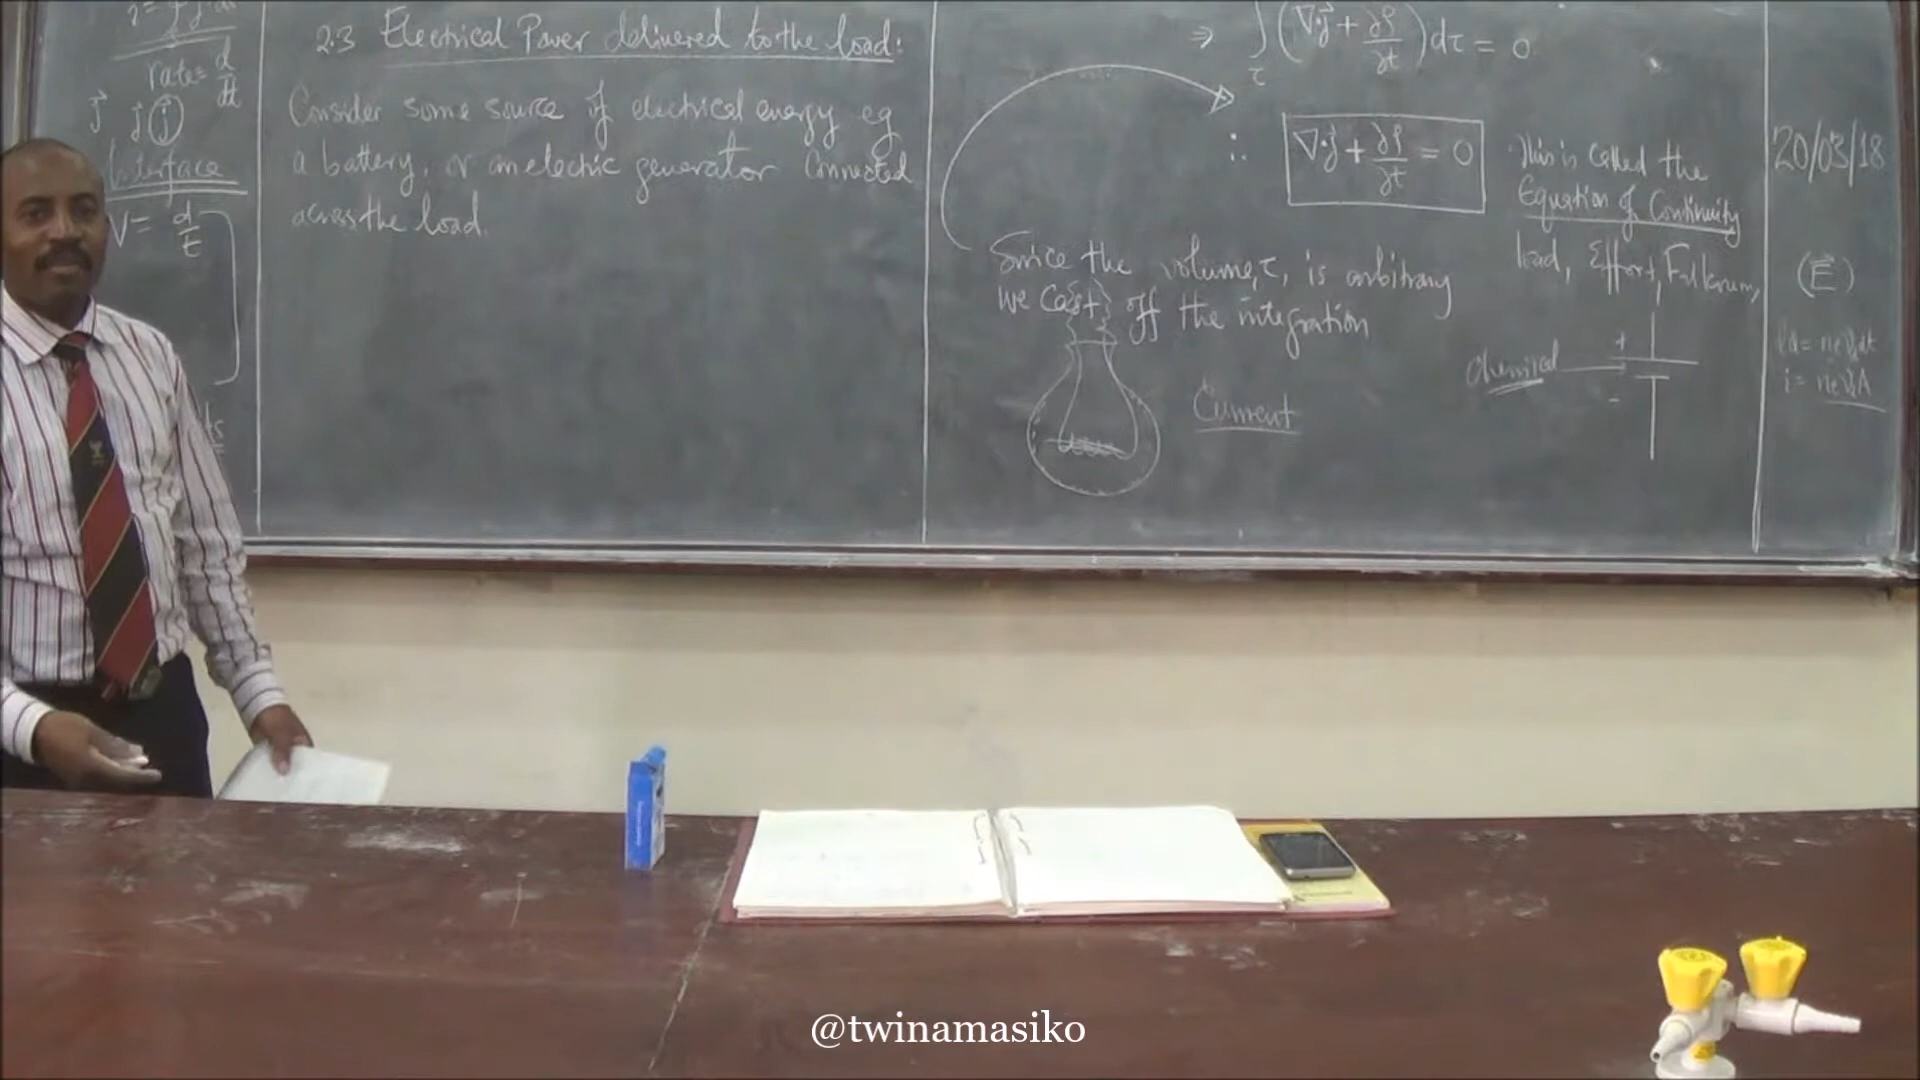 rate = d/dt
J⃗ j⃗ (j⃗)
Interface
V = d/t
2.3 Electrical Power delivered to the load:
Consider some source of electrical energy eg
a battery, or an electric generator connected
across the load.
⇒ ∫τ (∇·J⃗ + ∂ρ/∂t) dτ = 0
∴ ∇·J⃗ + ∂ρ/∂t = 0
This is called the
Equation of Continuity
load, Effort, Fulkrum,
Since the volume, τ, is arbitrary
we cast off the integration
Current
Chemical
+
-
20/03/18
(E⃗)
@twinamasiko